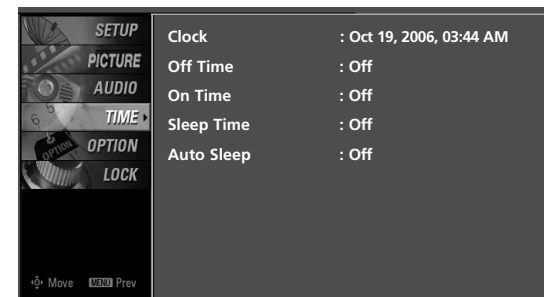 SETUP
PICTURE
AUDIO
TIME
OPTION
LOCK
Move MENU Prev
Clock : Oct 19, 2006, 03:44 AM
Off Time : Off
On Time : Off
Sleep Time : Off
Auto Sleep : Off